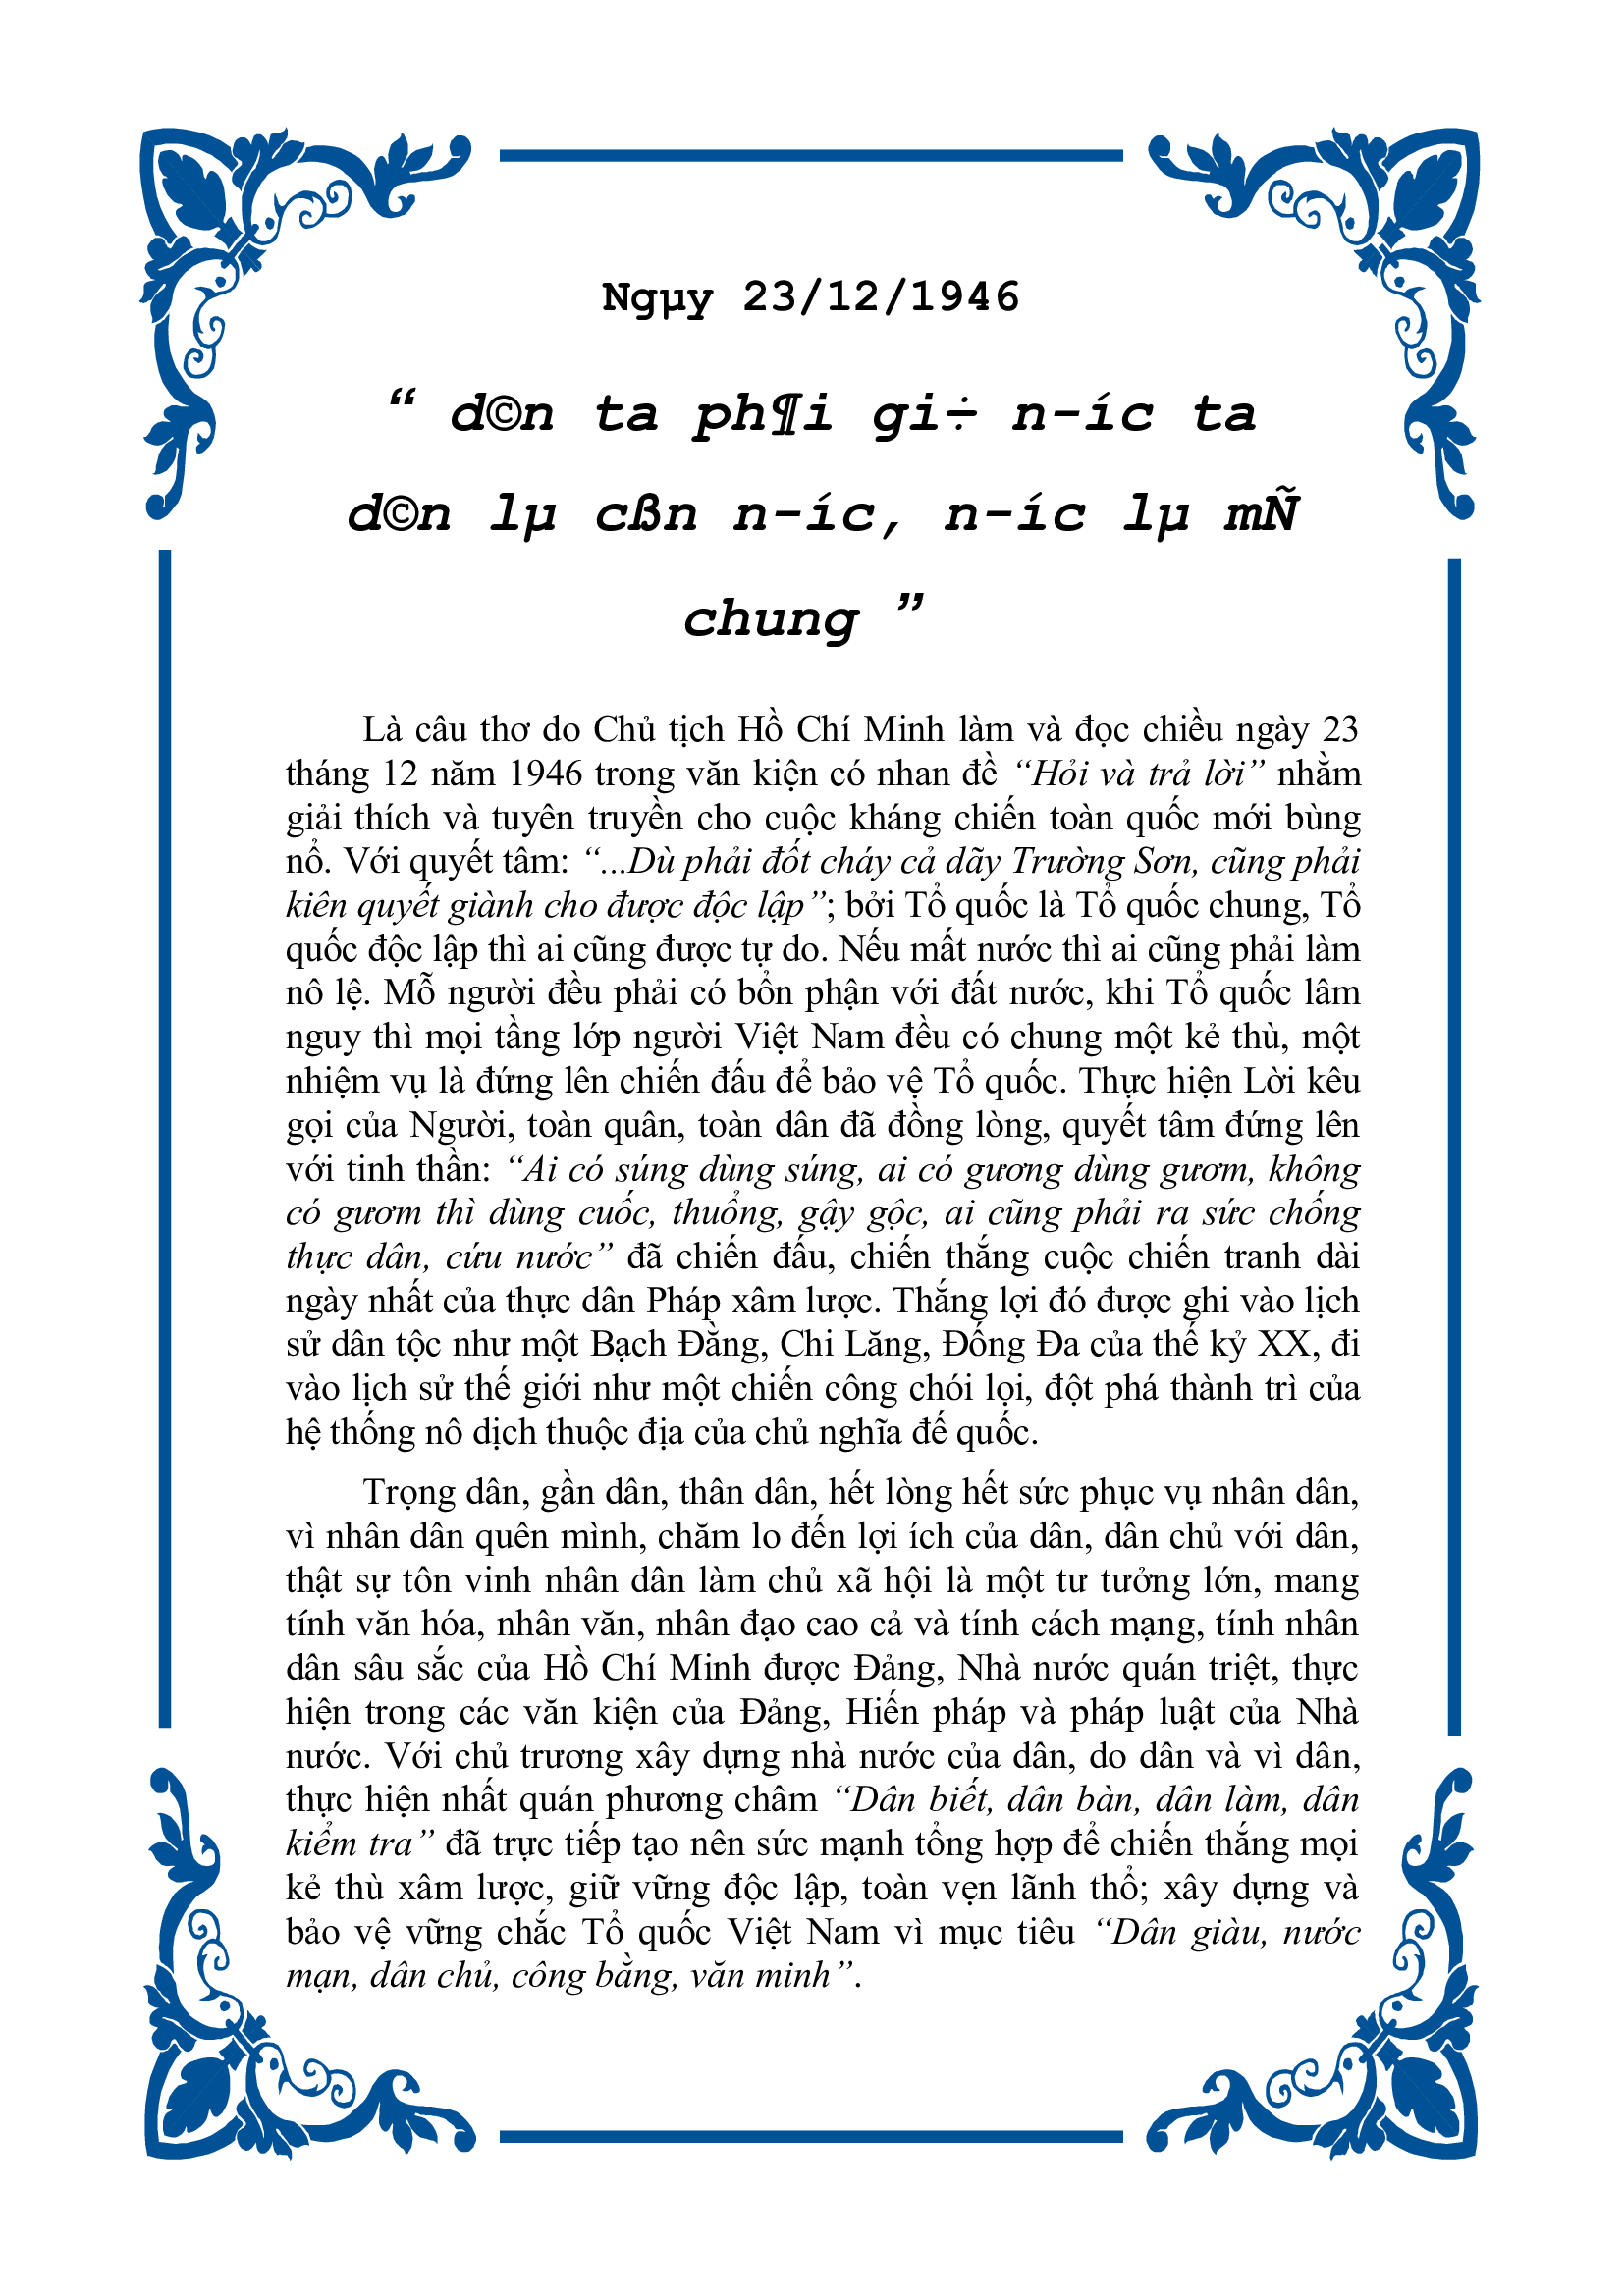 Ngµy 23/12/1946
“ d©n ta ph¶i gi÷ n-íc ta
d©n lµ cßn n-íc, n-íc lµ mÑ
chung ”
Là câu thơ do Chủ tịch Hồ Chí Minh làm và đọc chiều ngày 23
tháng 12 năm 1946 trong văn kiện có nhan đề “Hỏi và trả lời” nhằm
giải thích và tuyên truyền cho cuộc kháng chiến toàn quốc mới bùng
nổ. Với quyết tâm: “...Dù phải đốt cháy cả dãy Trường Sơn, cũng phải
kiên quyết giành cho được độc lập”; bởi Tổ quốc là Tổ quốc chung, Tổ
quốc độc lập thì ai cũng được tự do. Nếu mất nước thì ai cũng phải làm
nô lệ. Mỗ người đều phải có bổn phận với đất nước, khi Tổ quốc lâm
nguy thì mọi tầng lớp người Việt Nam đều có chung một kẻ thù, một
nhiệm vụ là đứng lên chiến đấu để bảo vệ Tổ quốc. Thực hiện Lời kêu
gọi của Người, toàn quân, toàn dân đã đồng lòng, quyết tâm đứng lên
với tinh thần: “Ai có súng dùng súng, ai có gương dùng gươm, không
có gươm thì dùng cuốc, thuổng, gậy gộc, ai cũng phải ra sức chống
thực dân, cứu nước” đã chiến đấu, chiến thắng cuộc chiến tranh dài
ngày nhất của thực dân Pháp xâm lược. Thắng lợi đó được ghi vào lịch
sử dân tộc như một Bạch Đằng, Chi Lăng, Đống Đa của thế kỷ XX, đi
vào lịch sử thế giới như một chiến công chói lọi, đột phá thành trì của
hệ thống nô dịch thuộc địa của chủ nghĩa đế quốc.
Trọng dân, gần dân, thân dân, hết lòng hết sức phục vụ nhân dân,
vì nhân dân quên mình, chăm lo đến lợi ích của dân, dân chủ với dân,
thật sự tôn vinh nhân dân làm chủ xã hội là một tư tưởng lớn, mang
tính văn hóa, nhân văn, nhân đạo cao cả và tính cách mạng, tính nhân
dân sâu sắc của Hồ Chí Minh được Đảng, Nhà nước quán triệt, thực
hiện trong các văn kiện của Đảng, Hiến pháp và pháp luật của Nhà
nước. Với chủ trương xây dựng nhà nước của dân, do dân và vì dân,
thực hiện nhất quán phương châm “Dân biết, dân bàn, dân làm, dân
kiểm tra” đã trực tiếp tạo nên sức mạnh tổng hợp để chiến thắng mọi
kẻ thù xâm lược, giữ vững độc lập, toàn vẹn lãnh thổ; xây dựng và
bảo vệ vững chắc Tổ quốc Việt Nam vì mục tiêu “Dân giàu, nước
mạn, dân chủ, công bằng, văn minh”.